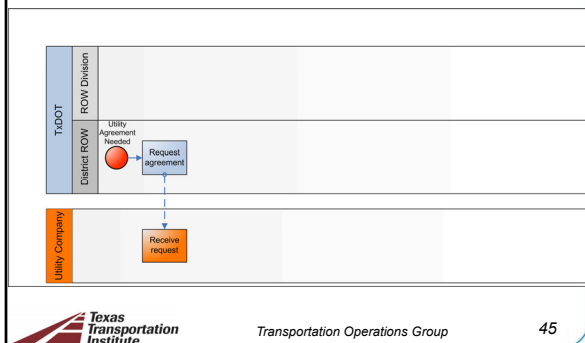 TxDOT
ROW Division
District ROW
Utility
Agreement
Needed
Request
agreement
Utility Company
Receive
request
Texas
Transportation
Institute
Transportation Operations Group
45